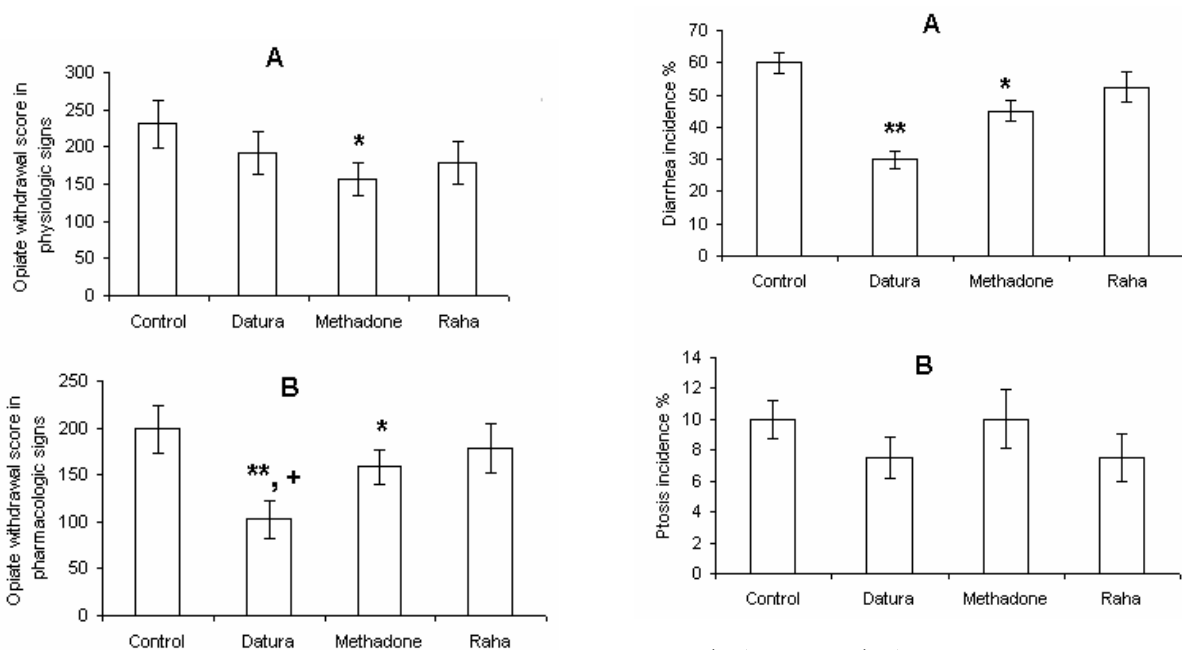 A
Opiate withdrawal score in
physiologic signs
300
250
200
150
100
50
0
*
Control Datura Methadone Raha
B
Opiate withdrawal score in
pharmacologic signs
250
200
150
100
50
0
**, +
*
Control Datura Methadone Raha
A
Diarrhea incidence %
70
60
50
40
30
20
10
0
**
*
Control Datura Methadone Raha
B
Ptosis incidence %
14
12
10
8
6
4
2
0
Control Datura Methadone Raha